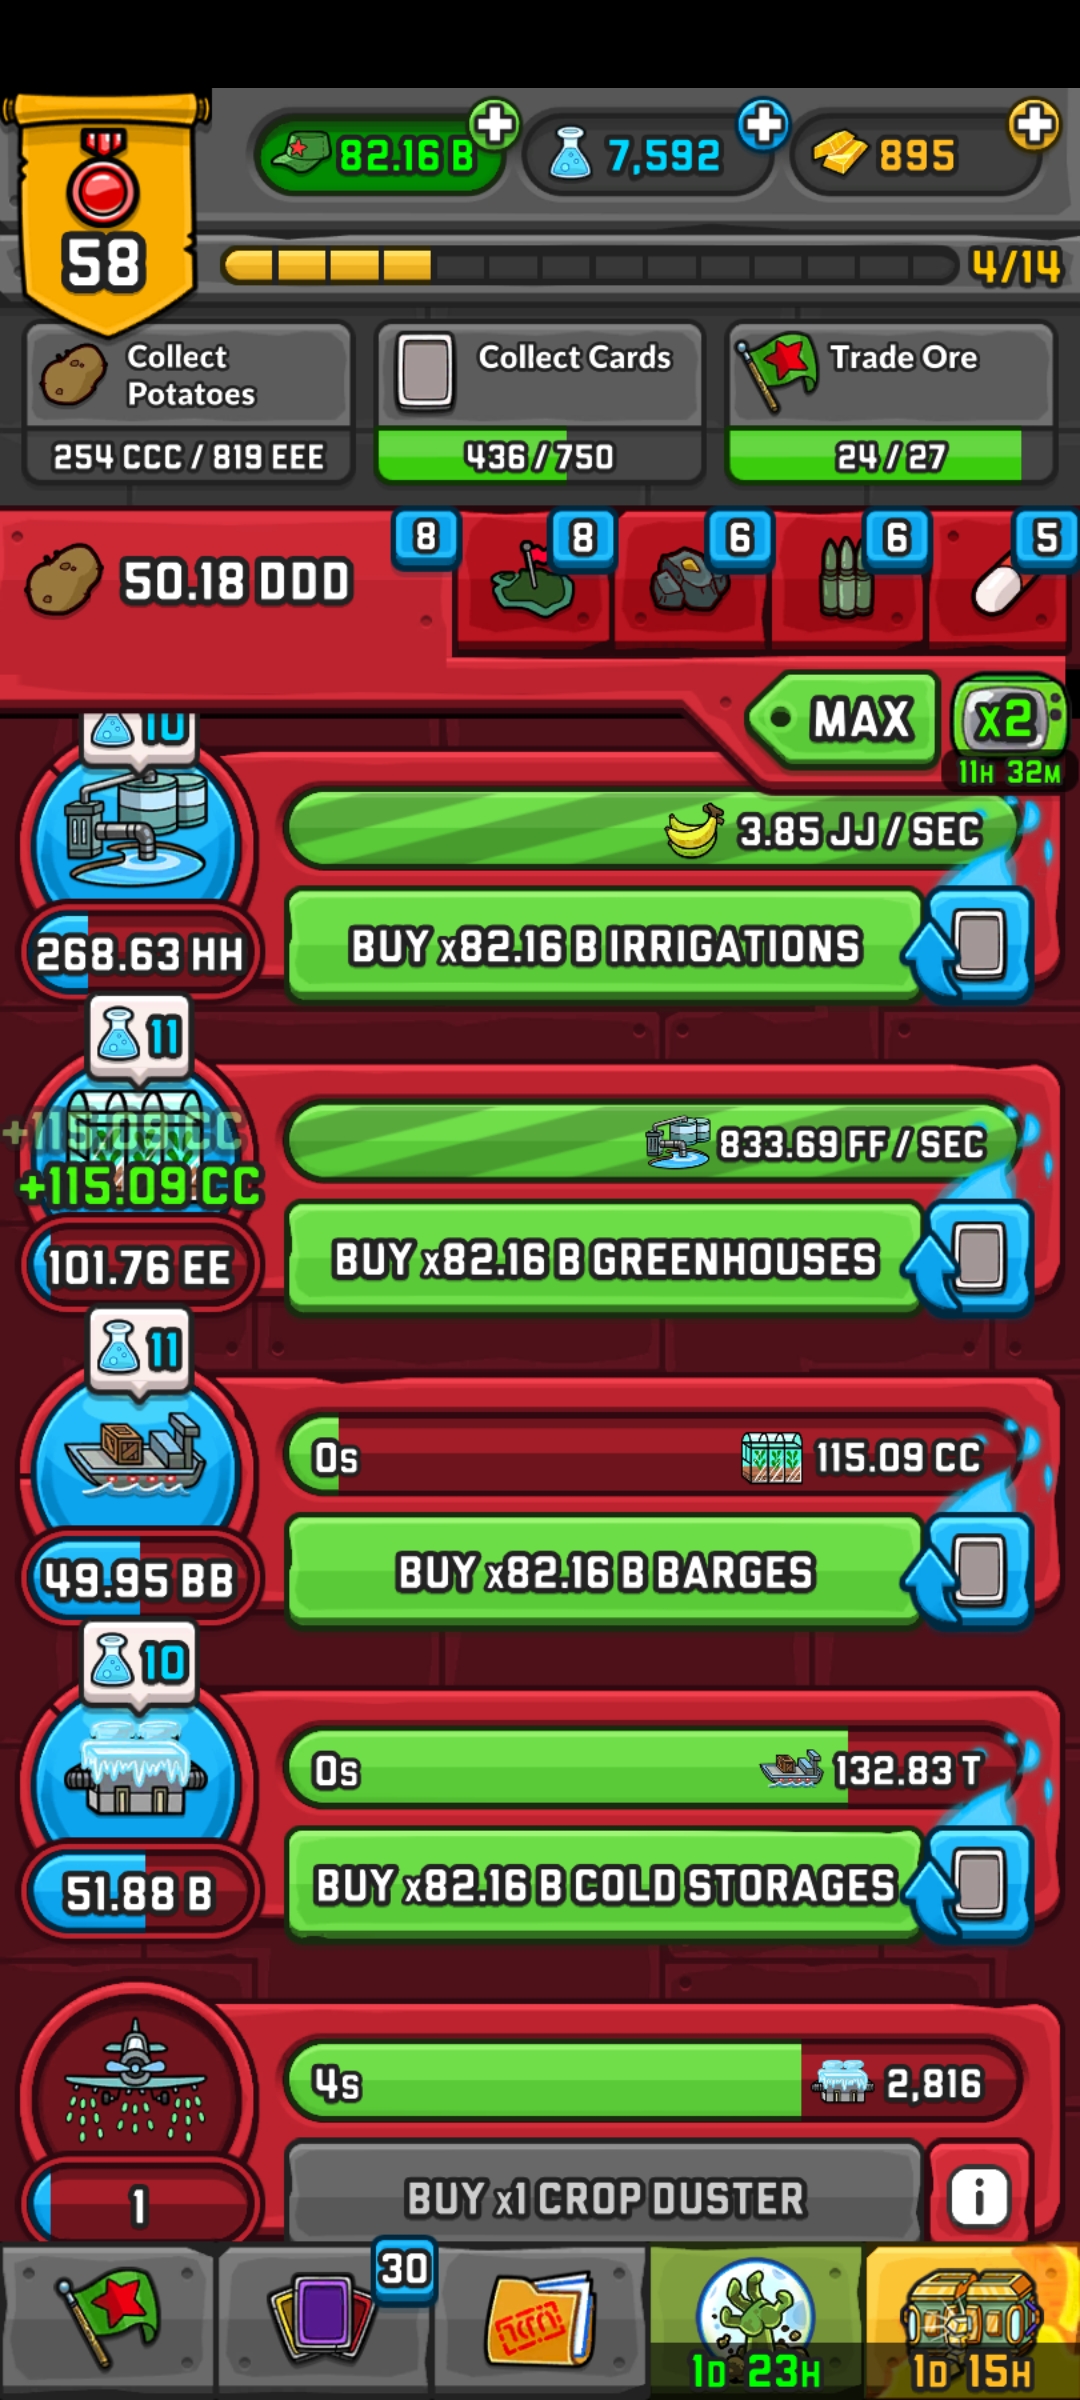 58
82.16 B
7,592
895
4/14
Collect
Potatoes
254 CCC / 819 EEE
Collect Cards
436 / 750
Trade Ore
24 / 27
50.18 DDD
8
8
6
6
5
MAX
x2
11H 32M
10
3.85 JJ / SEC
268.63 HH
BUY x82.16 B IRRIGATIONS
11
+115.09 CC
+115.09 CC
833.69 FF / SEC
101.76 EE
BUY x82.16 B GREENHOUSES
11
0s
115.09 CC
49.95 BB
BUY x82.16 B BARGES
10
0s
132.83 T
51.88 B
BUY x82.16 B COLD STORAGES
4s
2,816
1
BUY x1 CROP DUSTER
i
30
1D 23H
1D 15H